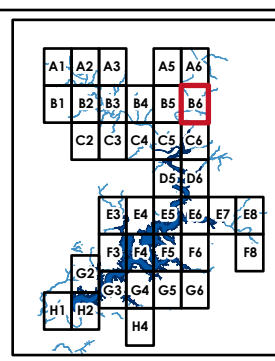 A1 A2 A3 A5 A6
B1 B2 B3 B4 B5 B6
C2 C3 C4 C5 C6
D5 D6
E3 E4 E5 E6 E7 E8
F3 F4 F5 F6 F8
G2
G3 G4 G5 G6
H1 H2
H4